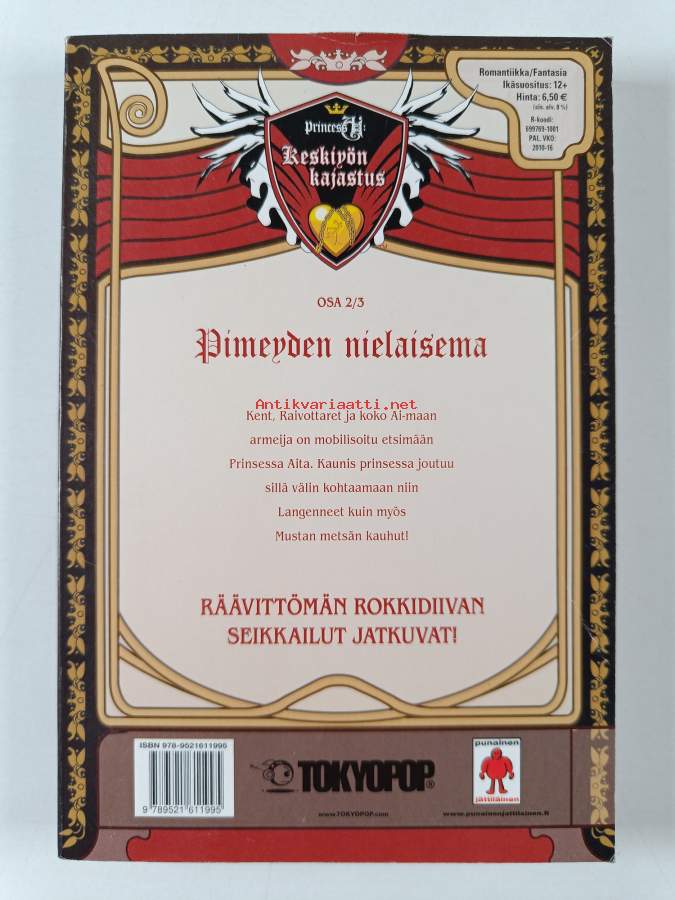 Romantiikka/Fantasia
Ikäsuositus: 12+
Hinta: 6,50 €
(sis. alv. 8 %)
R-koodi:
699769-1001
PAL. VKO:
2010-16
Princess Ai:
Keskiyön
kajastus
OSA 2/3
Pimeyden nielaisema
Antikvariaatti.net
Kent, Raivottaret ja koko Ai-maan
armeija on mobilisoitu etsimään
Prinsessa Aita. Kaunis prinsessa joutuu
sillä välin kohtaamaan niin
Langenneet kuin myös
Mustan metsän kauhut!
RÄÄVITTÖMÄN ROKKIDIIVAN
SEIKKAILUT JATKUVAT!
ISBN 978-9521611995
9 789521 611995
TOKYOPOP®
www.TOKYOPOP.com
punainen
jättiläinen
www.punainenjattilainen.fi